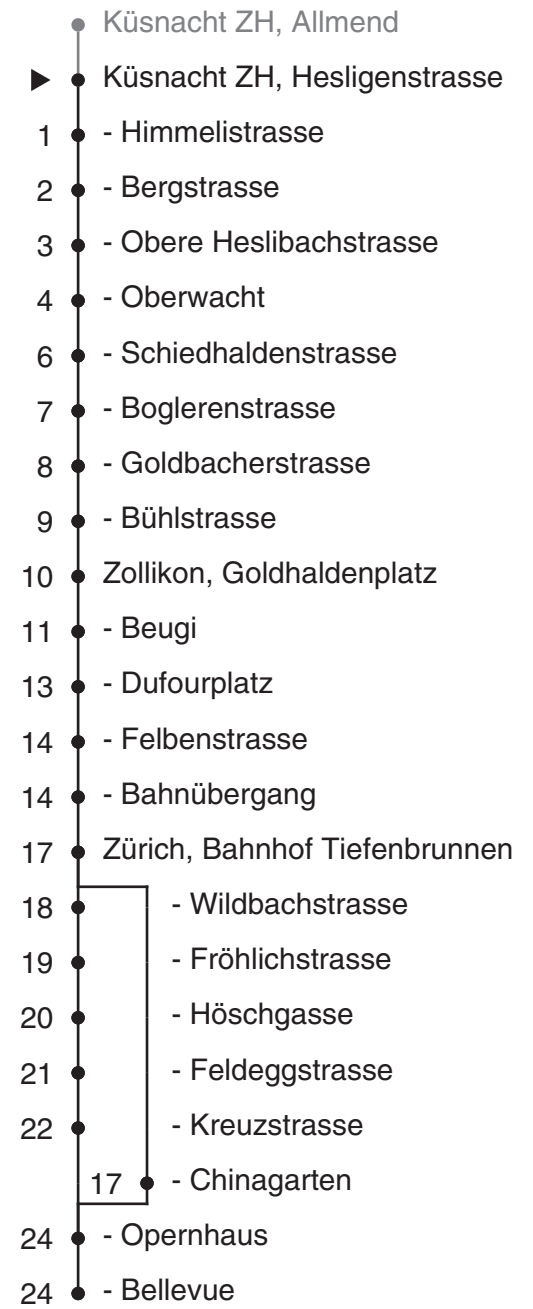 Küsnacht ZH, Allmend
Küsnacht ZH, Hesligenstrasse
1 - Himmelistrasse
2 - Bergstrasse
3 - Obere Heslibachstrasse
4 - Oberwacht
6 - Schiedhaldenstrasse
7 - Boglerenstrasse
8 - Goldbacherstrasse
9 - Bühlstrasse
10 Zollikon, Goldhaldenplatz
11 - Beugi
13 - Dufourplatz
14 - Felbenstrasse
14 - Bahnübergang
17 Zürich, Bahnhof Tiefenbrunnen
18 - Wildbachstrasse
19 - Fröhlichstrasse
20 - Höschgasse
21 - Feldeggstrasse
22 - Kreuzstrasse
17 - Chinagarten
24 - Opernhaus
24 - Bellevue